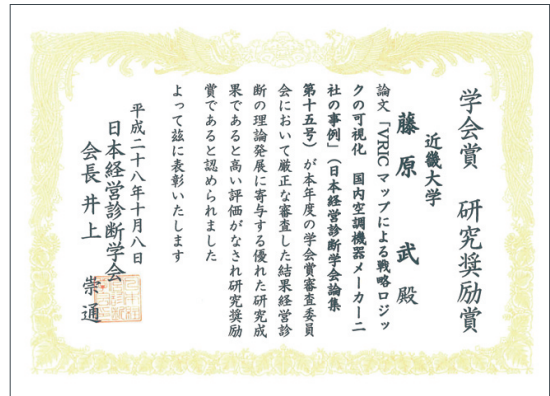 学会賞 研究奨励賞
近畿大学
藤原 武 殿
論文「VRICマップによる戦略ロジッ
クの可視化 国内空調機器メーカー二
社の事例」(日本経営診断学会論集
第十五号)が本年度の学会賞審査委員
会において厳正な審査した結果経営診
断の理論発展に寄与する優れた研究成
果であると高い評価がなされ研究奨励
賞であると認められました
よって茲に表彰いたします
平成二十八年十月八日
日本経営診断学会
会長 井上 崇通